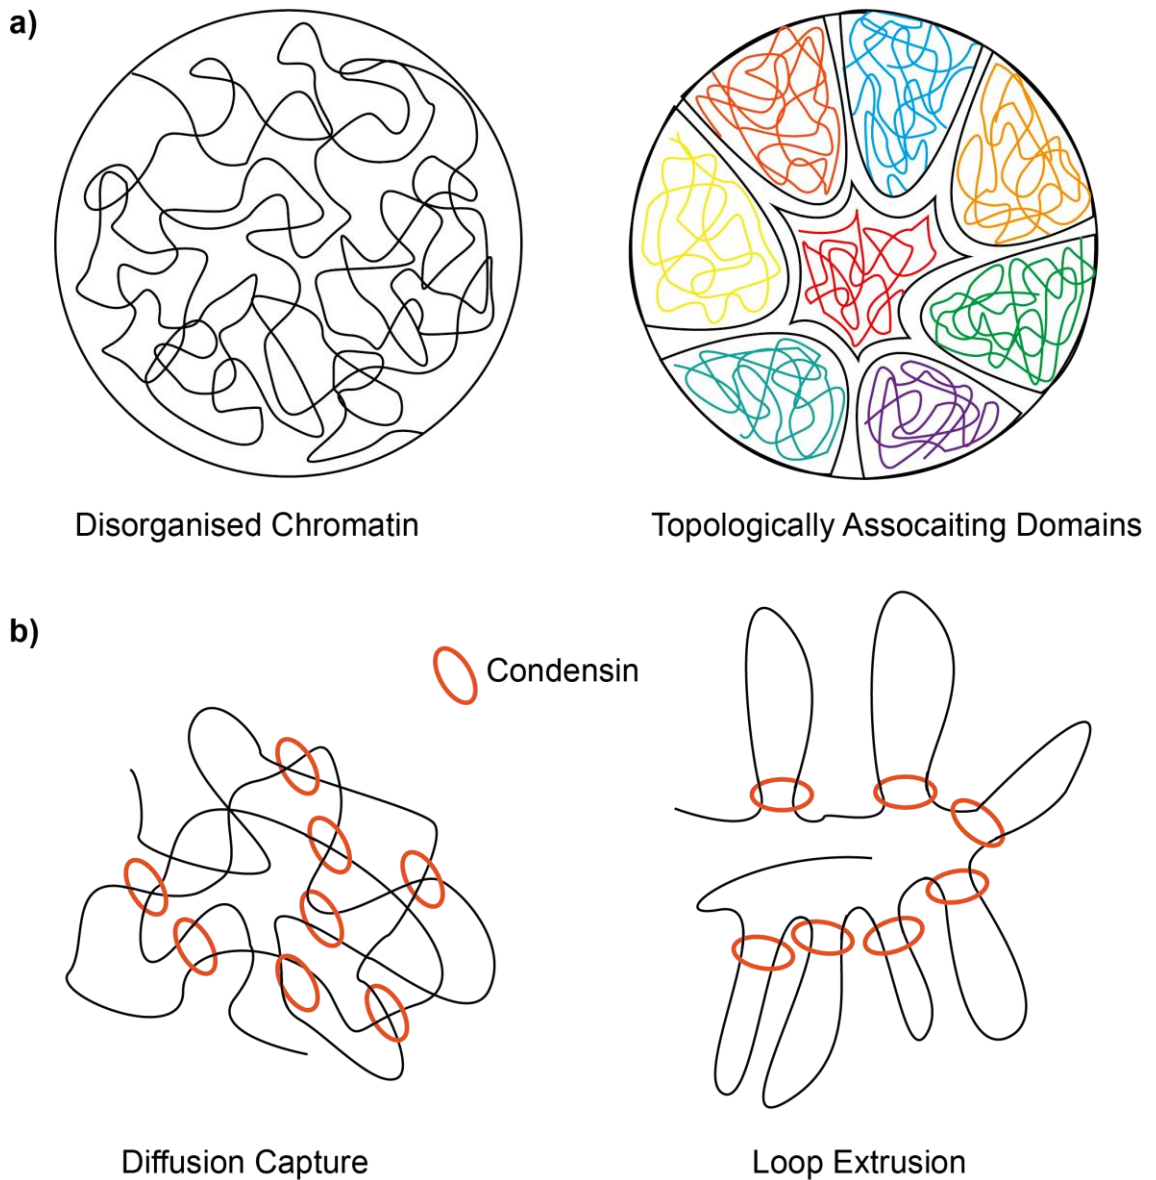 a)
Disorganised Chromatin
Topologically Assocaiting Domains
b)
Condensin
Diffusion Capture
Loop Extrusion